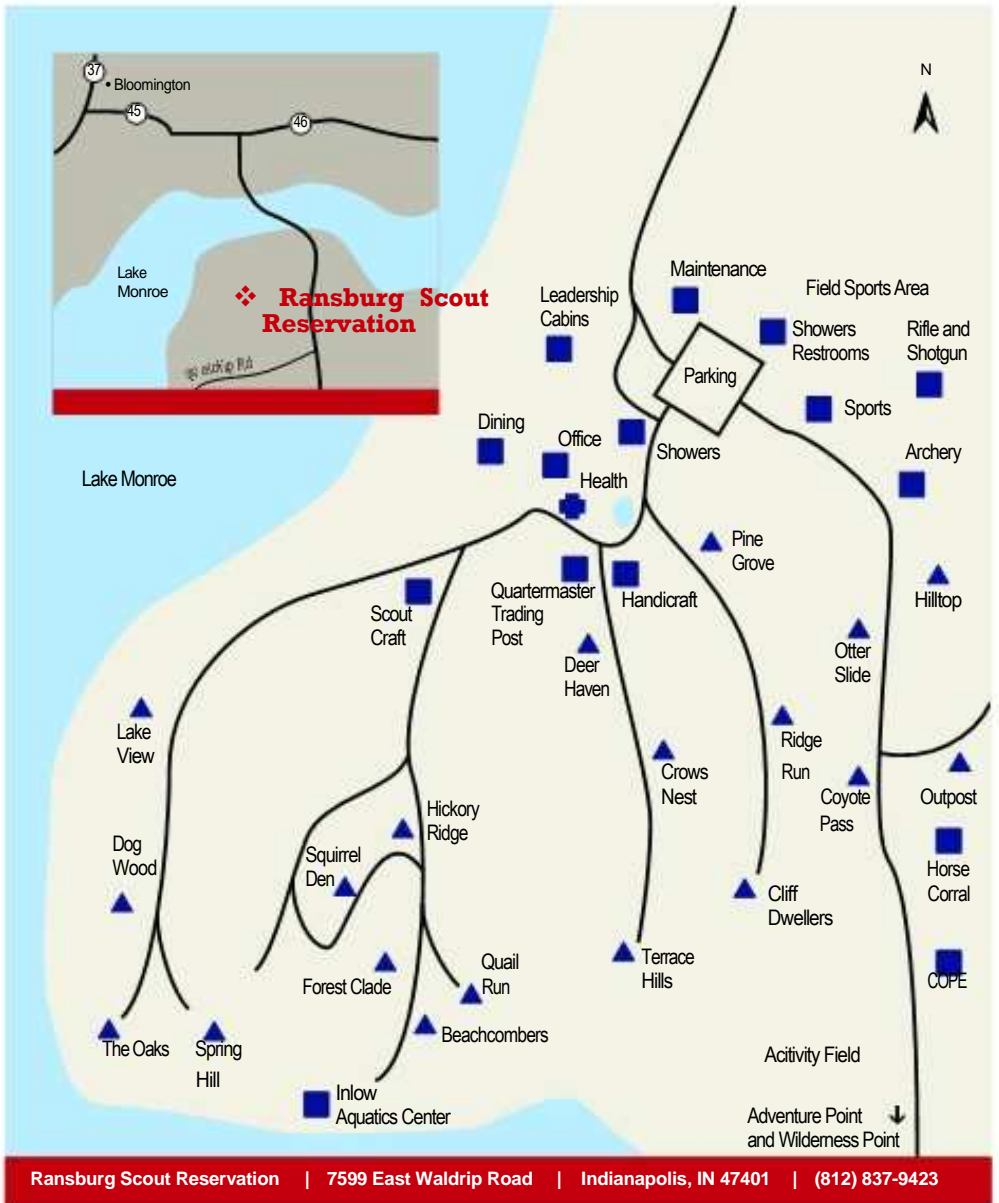 37
• Bloomington
45
46
Lake
Monroe
❖ Ransburg Scout
Reservation
Rd
N
Maintenance
Leadership
Cabins
Field Sports Area
Showers
Restrooms
Rifle and
Shotgun
Parking
Sports
Dining
Office
Showers
Health
Archery
Lake Monroe
Pine
Grove
Scout
Craft
Quartermaster
Trading
Post
Handicraft
Hilltop
Deer
Haven
Otter
Slide
Lake
View
Ridge
Run
Crows
Nest
Coyote
Pass
Outpost
Hickory
Ridge
Dog
Wood
Squirrel
Den
Horse
Corral
Cliff
Dwellers
Forest Clade
Quail
Run
Terrace
Hills
COPE
Beachcombers
The Oaks
Spring
Hill
Acitivity Field
Inlow
Aquatics Center
Adventure Point
and Wilderness Point
Ransburg Scout Reservation | 7599 East Waldrip Road | Indianapolis, IN 47401 | (812) 837-9423